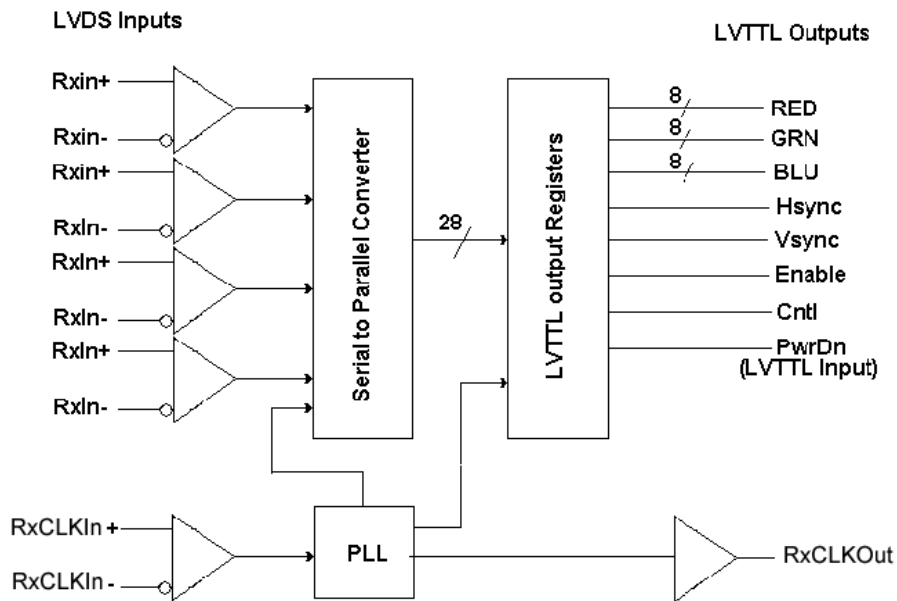 LVDS Inputs
LVTTL Outputs
Rxin+
Rxin-
Rxin+
RxIn-
RxIn+
RxIn-
RxIn+
RxIn-
Serial to Parallel Converter
28
LVTTL output Registers
8
RED
8
GRN
8
BLU
Hsync
Vsync
Enable
Cntl
PwrDn
(LVTTL Input)
RxCLKIn +
RxCLKIn -
PLL
RxCLKOut